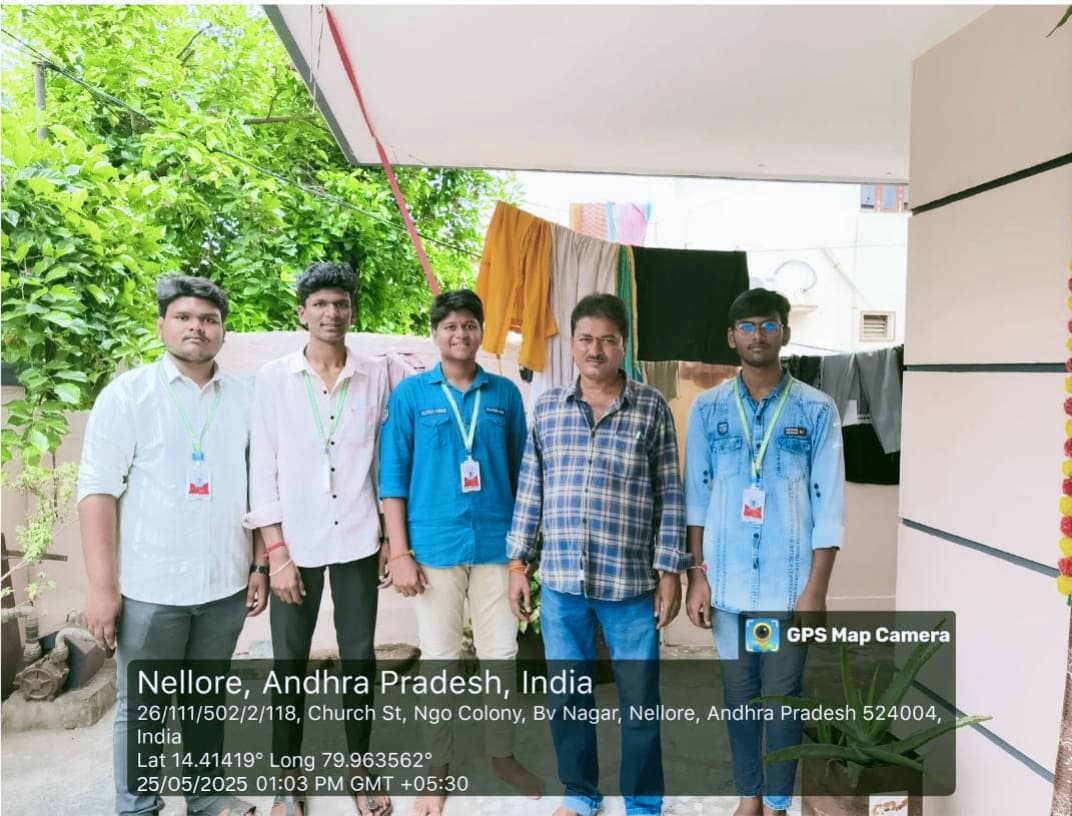 GPS Map Camera
Nellore, Andhra Pradesh, India
26/111/502/2/118, Church St, Ngo Colony, Bv Nagar, Nellore, Andhra Pradesh 524004,
India
Lat 14.41419° Long 79.963562°
25/05/2025 01:03 PM GMT +05:30